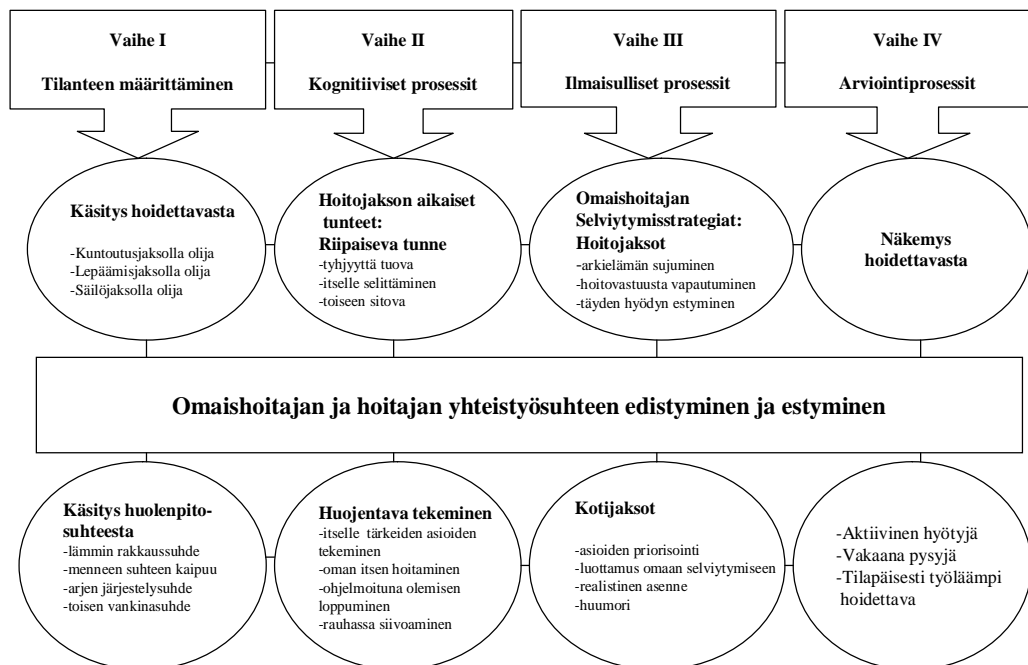 Vaihe I
Tilanteen määrittäminen
Vaihe II
Kognitiiviset prosessit
Vaihe III
Ilmaisulliset prosessit
Vaihe IV
Arviointiprosessit
Käsitys hoidettavasta
-Kuntoutusjaksolla olija
-Lepäämisjaksolla olija
-Säilöjaksolla olija
Hoitojakson aikaiset
tunteet:
Riipaiseva tunne
-tyhjyyttä tuova
-itselle selittäminen
-toiseen sitova
Omaishoitajan
Selviytymisstrategiat:
Hoitojaksot
-arkielämän sujuminen
-hoitovastuusta vapautuminen
-täyden hyödyn estyminen
Näkemys
hoidettavasta
Omaishoitajan ja hoitajan yhteistyösuhteen edistyminen ja estyminen
Käsitys huolenpito-
suhteesta
-lämmin rakkaussuhde
-menneen suhteen kaipuu
-arjen järjestelysuhde
-toisen vankinasuhde
Huojentava tekeminen
-itselle tärkeiden asioiden
tekeminen
-oman itsen hoitaminen
-ohjelmoituna olemisen
loppuminen
-rauhassa siivoaminen
Kotijaksot
-asioiden priorisointi
-luottamus omaan selviytymiseen
-realistinen asenne
-huumori
-Aktiivinen hyötyjä
-Vakaana pysyjä
-Tilapäisesti työläämpi
hoidettava